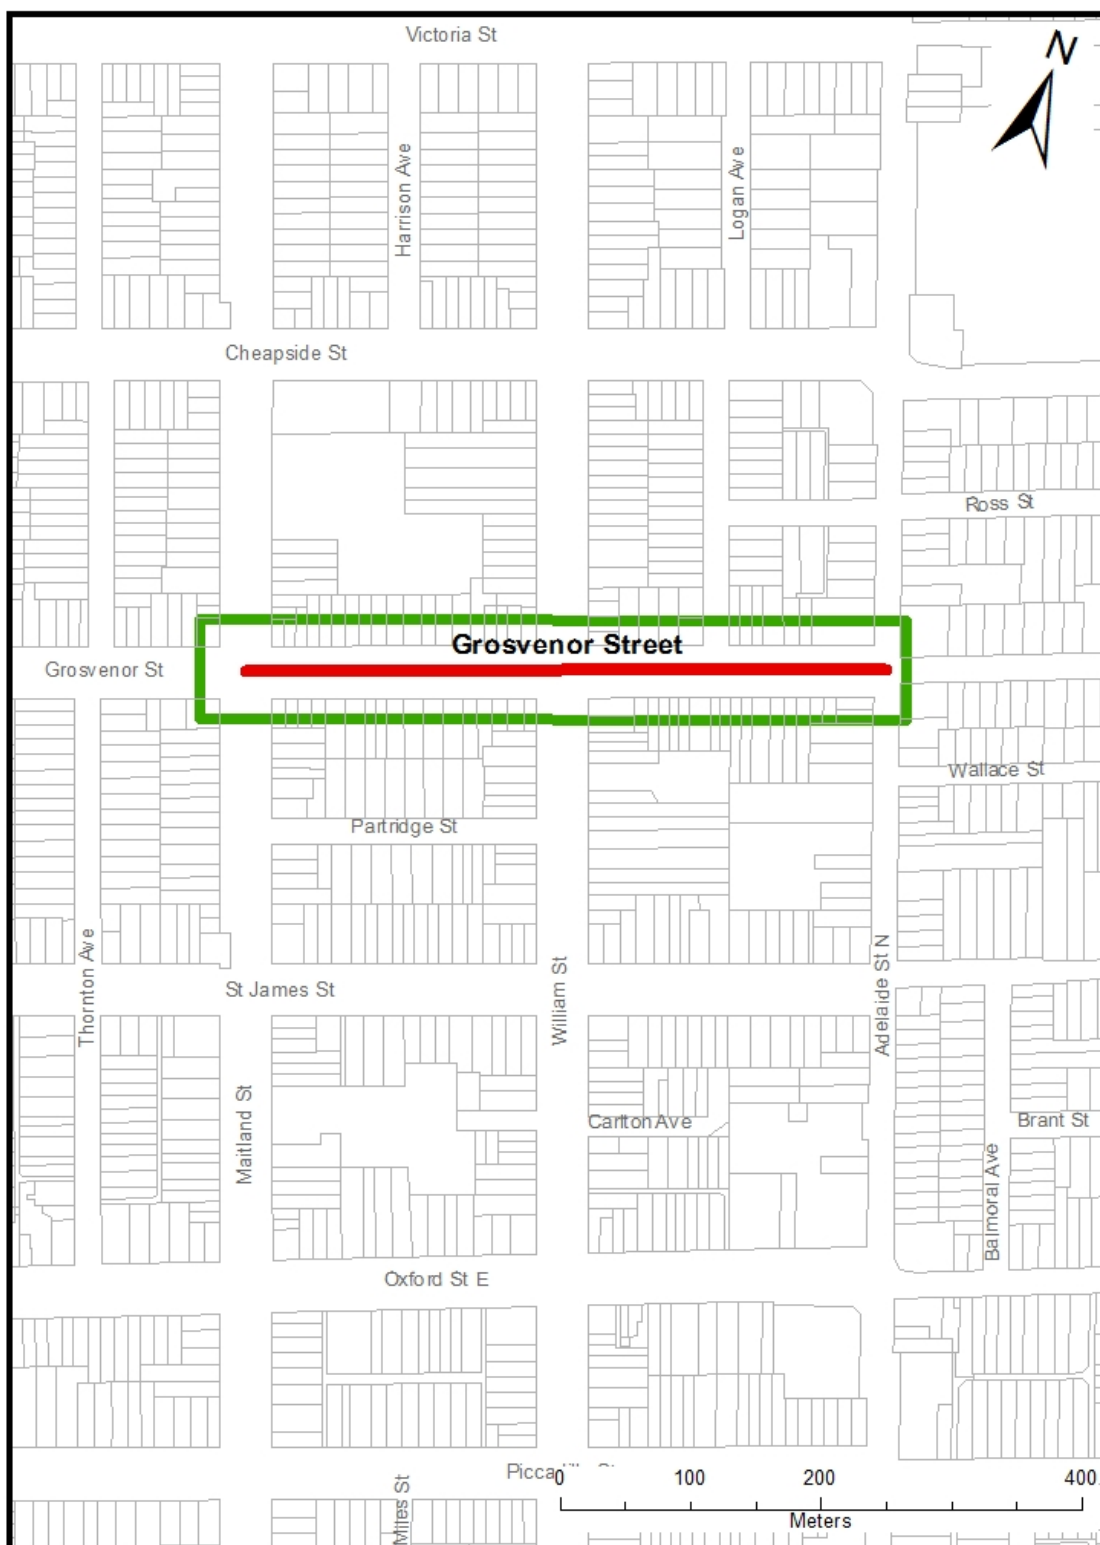 Victoria St
N
Harrison Ave
Logan Ave
Cheapside St
Ross St
Grosvenor Street
Grosvenor St
Wallace St
Partridge St
Thornton Ave
St James St
William St
Adelaide St N
Maitland St
Carlton Ave
Brant St
Balmoral Ave
Oxford St E
0 100 200 400
Meters
Miles St